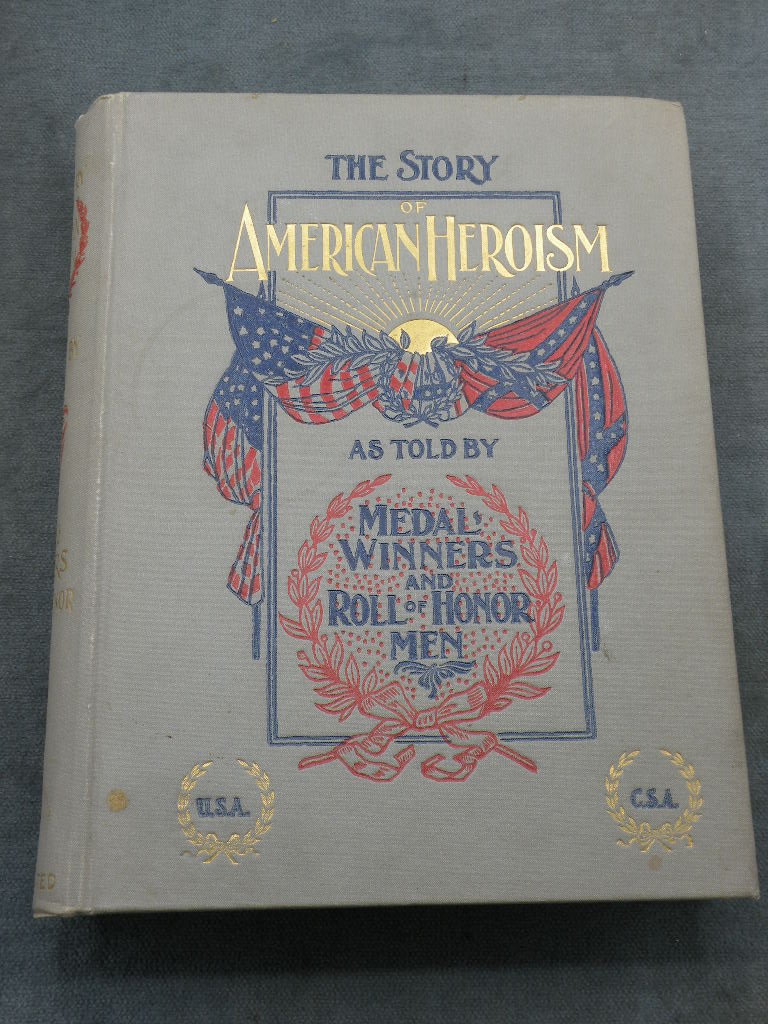 THE STORY
OF
AMERICAN HEROISM
AS TOLD BY
MEDAL WINNERS
AND
ROLL OF HONOR
MEN
U.S.A.
C.S.A.